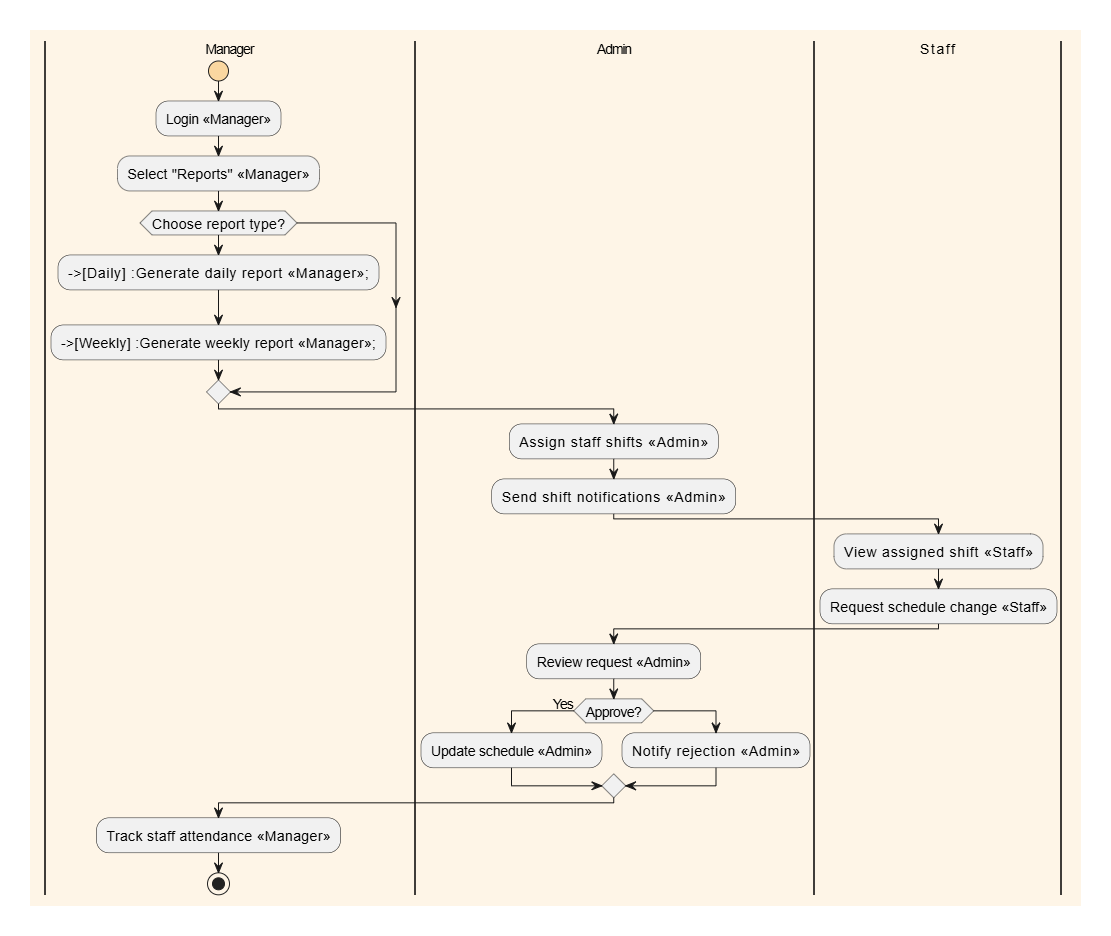 Manager
Admin
Staff
Login «Manager»
Select "Reports" «Manager»
Choose report type?
->[Daily] :Generate daily report «Manager»;
->[Weekly] :Generate weekly report «Manager»;
Assign staff shifts «Admin»
Send shift notifications «Admin»
View assigned shift «Staff»
Request schedule change «Staff»
Review request «Admin»
Yes
Approve?
Update schedule «Admin»
Notify rejection «Admin»
Track staff attendance «Manager»